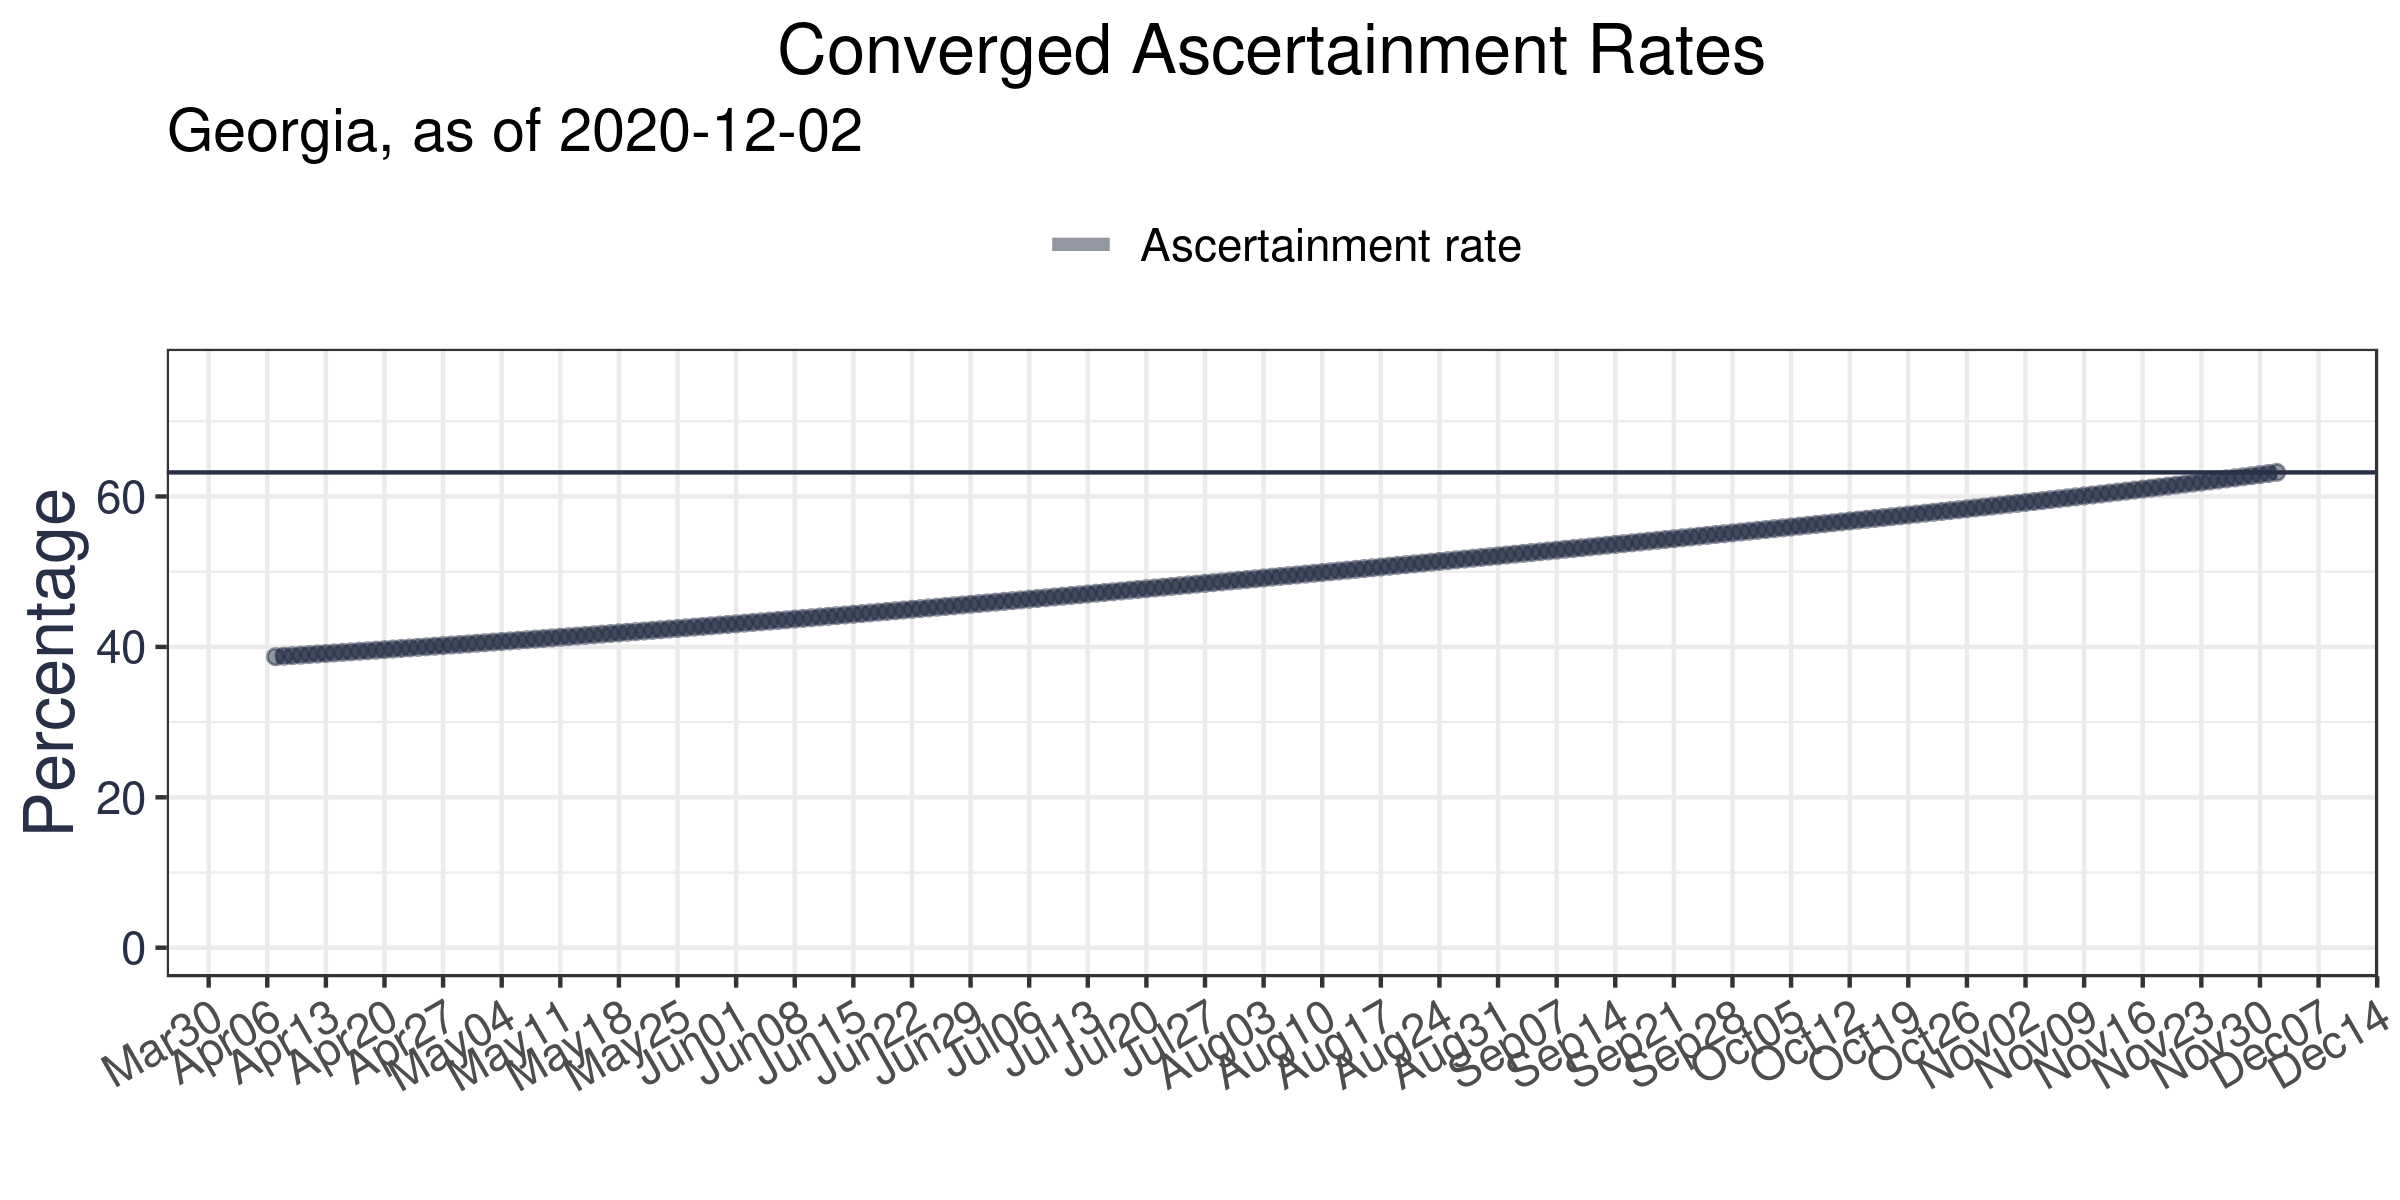 Converged Ascertainment Rates
Georgia, as of 2020-12-02
Ascertainment rate
Percentage
60
40
20
0
Mar30 Apr06 Apr13 Apr20 Apr27 May04 May11 May18 May25 Jun01 Jun08 Jun15 Jun22 Jun29 Jul06 Jul13 Jul20 Jul27 Aug03 Aug10 Aug17 Aug24 Aug31 Sep07 Sep14 Sep21 Sep28 Oct05 Oct12 Oct19 Oct26 Nov02 Nov09 Nov16 Nov23 Nov30 Dec07 Dec14